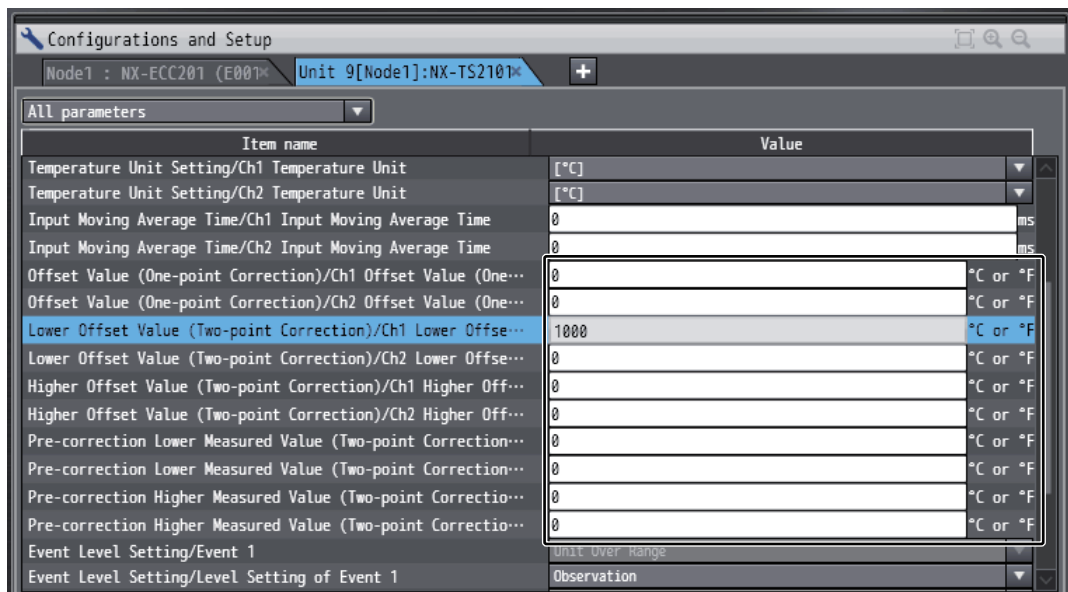 Configurations and Setup
Node1 : NX-ECC201 (E001 Unit 9[Node1]:NX-TS2101 +
All parameters
Item name Value
Temperature Unit Setting/Ch1 Temperature Unit [°C]
Temperature Unit Setting/Ch2 Temperature Unit [°C]
Input Moving Average Time/Ch1 Input Moving Average Time 0 ms
Input Moving Average Time/Ch2 Input Moving Average Time 0 ms
Offset Value (One-point Correction)/Ch1 Offset Value (One··· 0 °C or °F
Offset Value (One-point Correction)/Ch2 Offset Value (One··· 0 °C or °F
Lower Offset Value (Two-point Correction)/Ch1 Lower Offse··· 1000 °C or °F
Lower Offset Value (Two-point Correction)/Ch2 Lower Offse··· 0 °C or °F
Higher Offset Value (Two-point Correction)/Ch1 Higher Off··· 0 °C or °F
Higher Offset Value (Two-point Correction)/Ch2 Higher Off··· 0 °C or °F
Pre-correction Lower Measured Value (Two-point Correction··· 0 °C or °F
Pre-correction Lower Measured Value (Two-point Correction··· 0 °C or °F
Pre-correction Higher Measured Value (Two-point Correctio··· 0 °C or °F
Pre-correction Higher Measured Value (Two-point Correctio··· 0 °C or °F
Event Level Setting/Event 1 Unit Over Range
Event Level Setting/Level Setting of Event 1 Observation